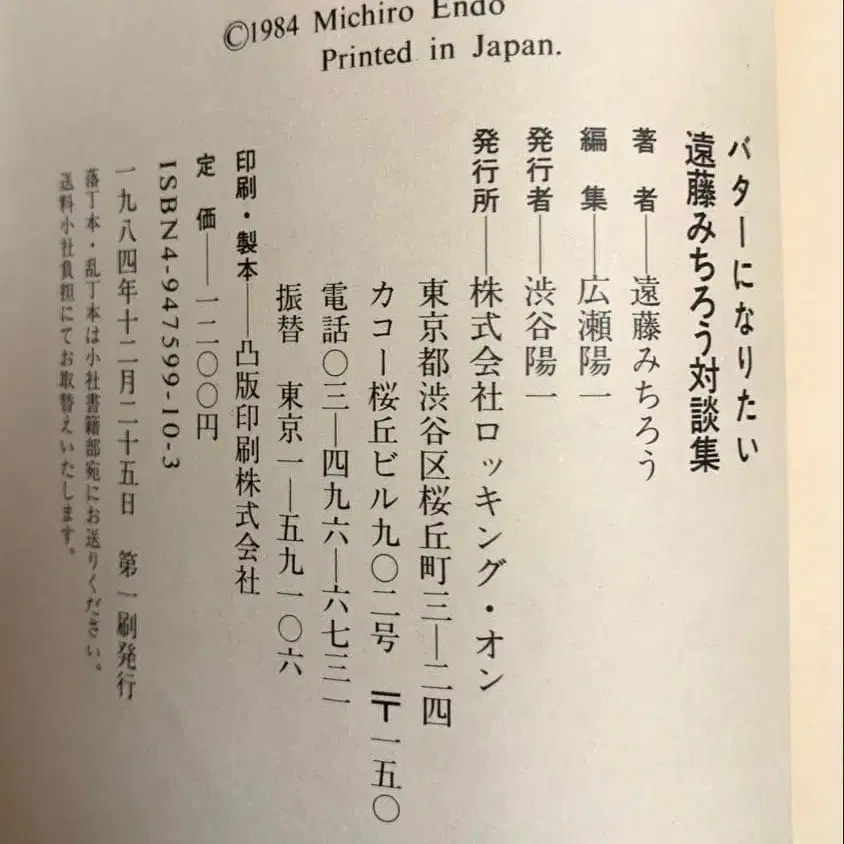 ©1984 Michiro Endo
Printed in Japan.
バターになりたい
遠藤みちろう対談集
著者──遠藤みちろう
編集──広瀬陽一
発行者──渋谷陽一
発行所──株式会社ロッキング・オン
東京都渋谷区桜丘町三─二四
カコー桜丘ビル九〇二号 〒一五〇
電話〇三─四九六─六七三一
振替 東京一─五九一〇六
印刷・製本──凸版印刷株式会社
定価──一二〇〇円
ISBN4-947599-10-3
一九八四年十二月二十五日 第一刷発行
落丁本・乱丁本は小社書籍部宛にお送りください。
送料小社負担にてお取替えいたします。